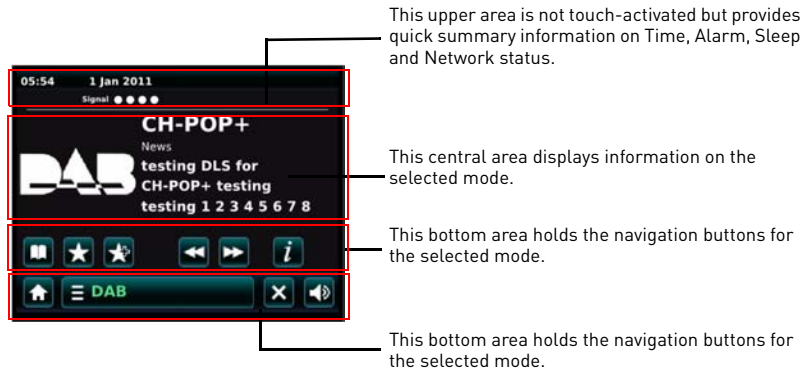 This upper area is not touch-activated but provides
quick summary information on Time, Alarm, Sleep
and Network status.
05:54 1 Jan 2011
Signal
CH-POP+
News
DAB
testing DLS for
CH-POP+ testing
testing 1 2 3 4 5 6 7 8
This central area displays information on the
selected mode.
i
This bottom area holds the navigation buttons for
the selected mode.
DAB
This bottom area holds the navigation buttons for
the selected mode.